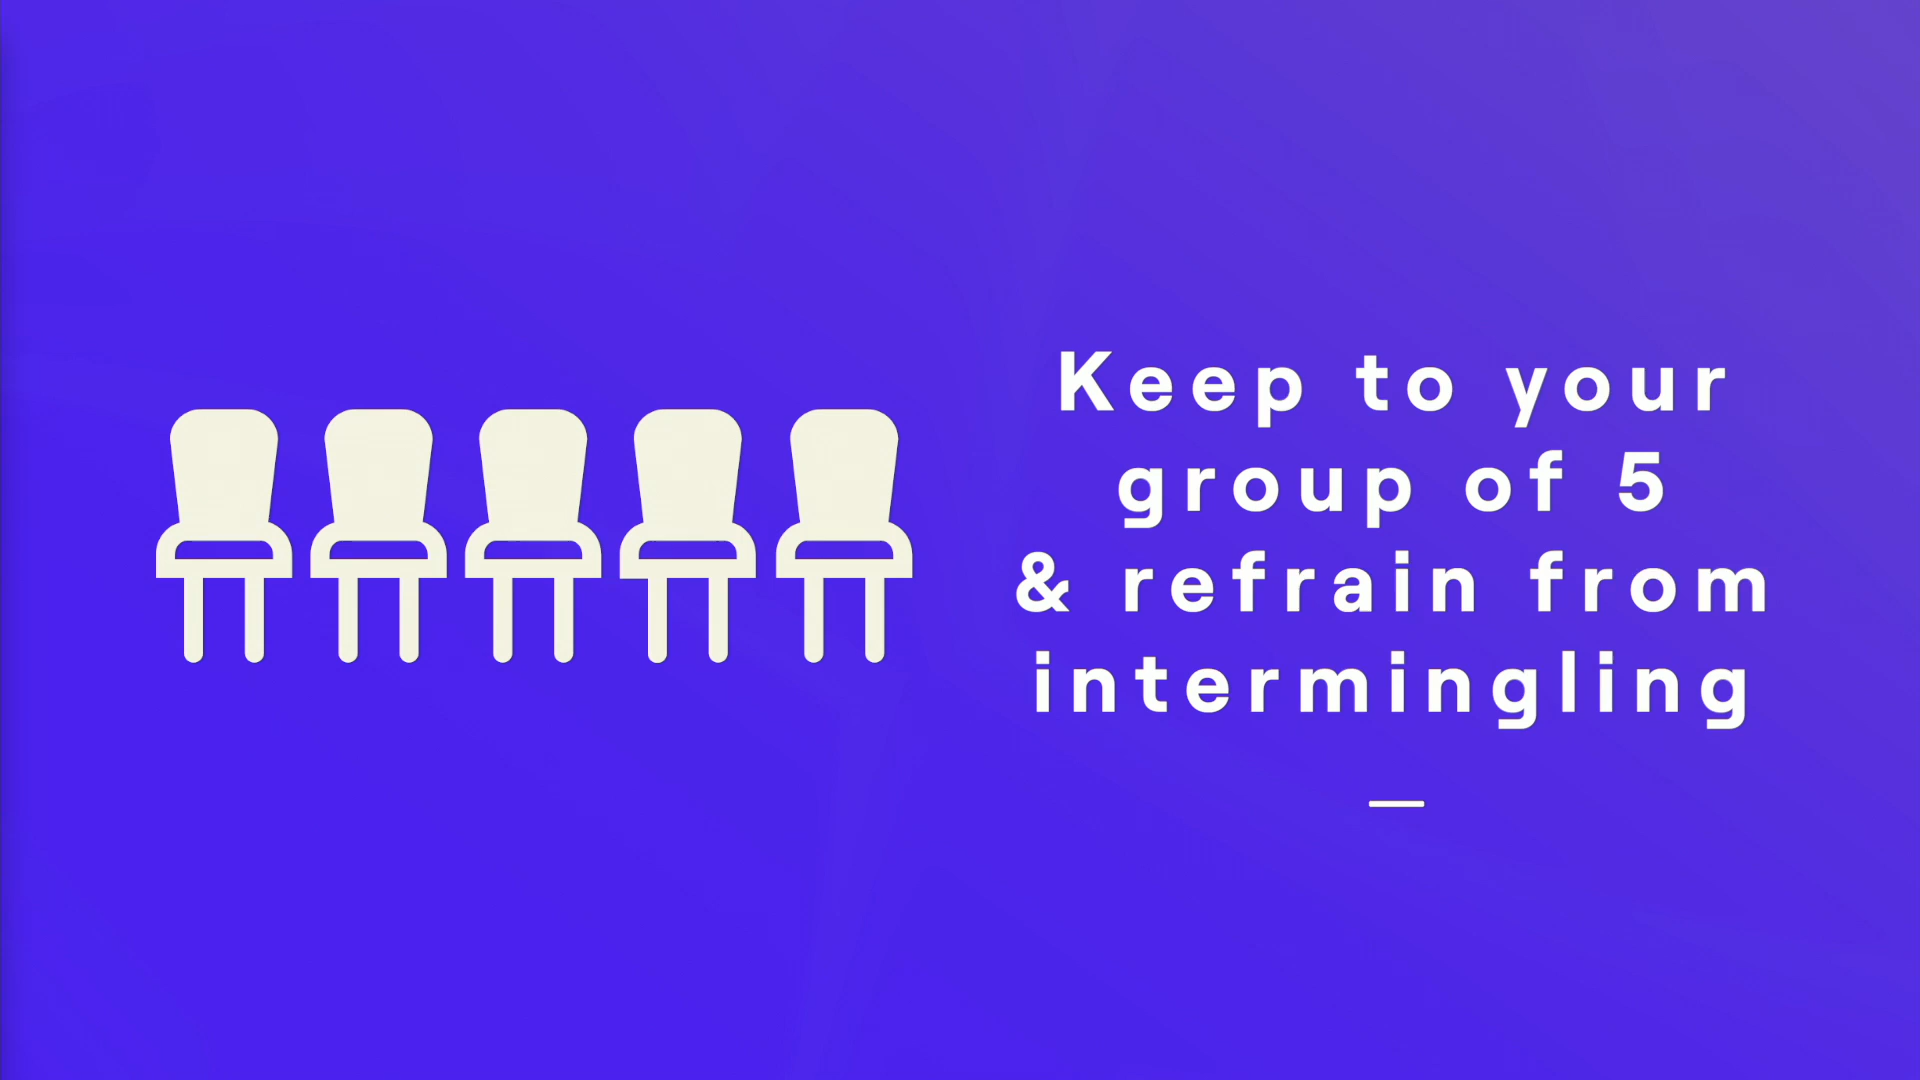 Keep to your
group of 5
& refrain from
intermingling